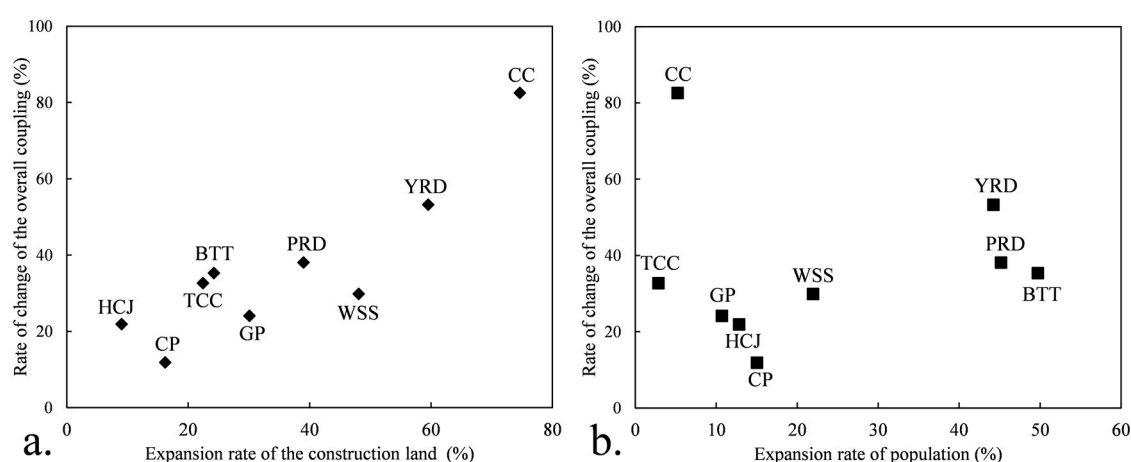 Rate of change of the overall coupling (%)
100
80
60
40
20
0
CC
YRD
PRD
BTT
TCC
WSS
HCJ
GP
CP
0 20 40 60 80
a. Expansion rate of the construction land (%)
Rate of change of the overall coupling (%)
100
80
60
40
20
0
CC
YRD
PRD
TCC
BTT
WSS
GP
HCJ
CP
0 10 20 30 40 50 60
b. Expansion rate of population (%)